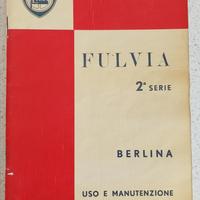 FULVIA
2ª SERIE
BERLINA
USO E MANUTENZIONE